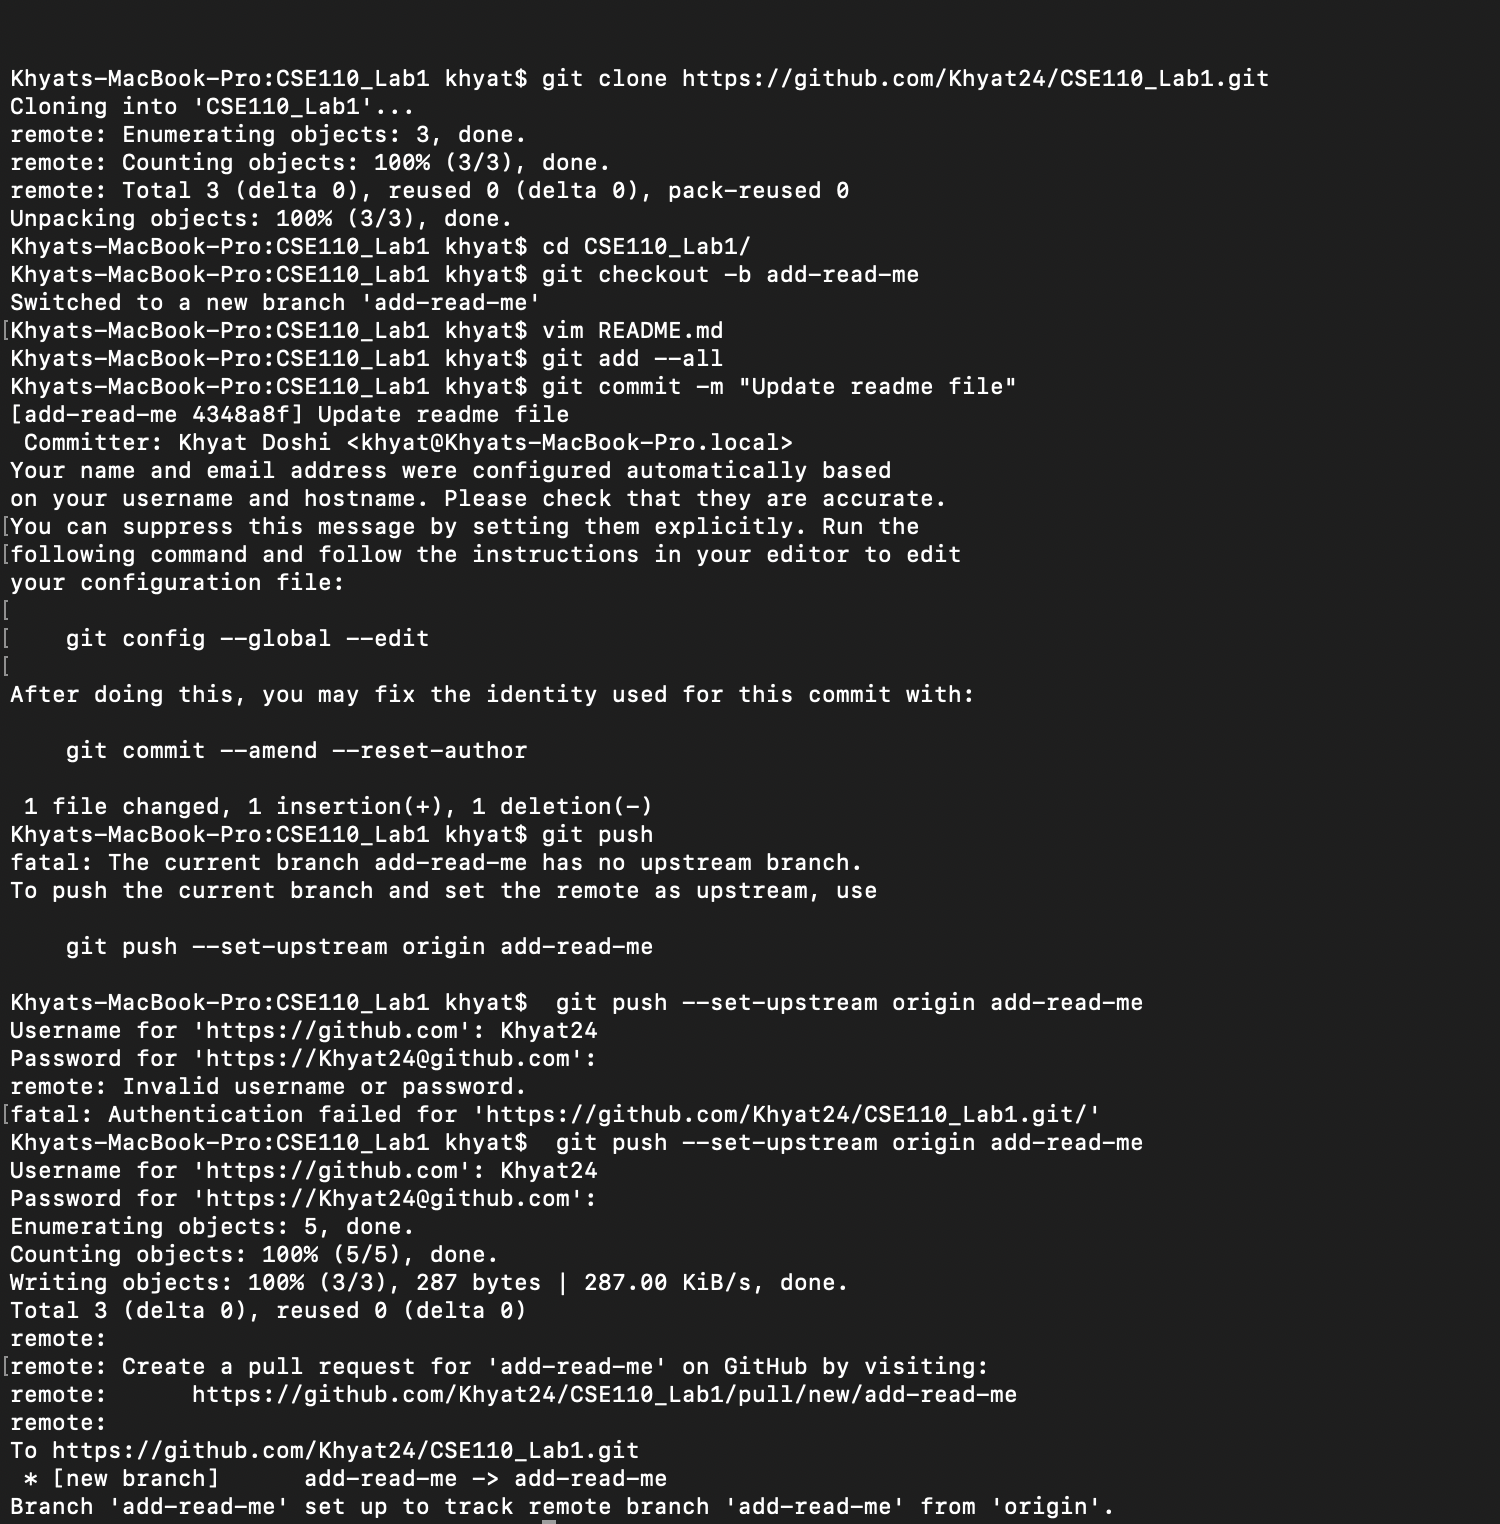 Khyats-MacBook-Pro:CSE110_Lab1 khyat$ git clone https://github.com/Khyat24/CSE110_Lab1.git
Cloning into 'CSE110_Lab1'...
remote: Enumerating objects: 3, done.
remote: Counting objects: 100% (3/3), done.
remote: Total 3 (delta 0), reused 0 (delta 0), pack-reused 0
Unpacking objects: 100% (3/3), done.
Khyats-MacBook-Pro:CSE110_Lab1 khyat$ cd CSE110_Lab1/
Khyats-MacBook-Pro:CSE110_Lab1 khyat$ git checkout -b add-read-me
Switched to a new branch 'add-read-me'
[Khyats-MacBook-Pro:CSE110_Lab1 khyat$ vim README.md
Khyats-MacBook-Pro:CSE110_Lab1 khyat$ git add --all
Khyats-MacBook-Pro:CSE110_Lab1 khyat$ git commit -m "Update readme file"
[add-read-me 4348a8f] Update readme file
 Committer: Khyat Doshi <khyat@Khyats-MacBook-Pro.local>
Your name and email address were configured automatically based
on your username and hostname. Please check that they are accurate.
[You can suppress this message by setting them explicitly. Run the
[following command and follow the instructions in your editor to edit
your configuration file:
[
[    git config --global --edit
[
After doing this, you may fix the identity used for this commit with:

    git commit --amend --reset-author

 1 file changed, 1 insertion(+), 1 deletion(-)
Khyats-MacBook-Pro:CSE110_Lab1 khyat$ git push
fatal: The current branch add-read-me has no upstream branch.
To push the current branch and set the remote as upstream, use

    git push --set-upstream origin add-read-me

Khyats-MacBook-Pro:CSE110_Lab1 khyat$  git push --set-upstream origin add-read-me
Username for 'https://github.com': Khyat24
Password for 'https://Khyat24@github.com':
remote: Invalid username or password.
[fatal: Authentication failed for 'https://github.com/Khyat24/CSE110_Lab1.git/'
Khyats-MacBook-Pro:CSE110_Lab1 khyat$  git push --set-upstream origin add-read-me
Username for 'https://github.com': Khyat24
Password for 'https://Khyat24@github.com':
Enumerating objects: 5, done.
Counting objects: 100% (5/5), done.
Writing objects: 100% (3/3), 287 bytes | 287.00 KiB/s, done.
Total 3 (delta 0), reused 0 (delta 0)
remote:
[remote: Create a pull request for 'add-read-me' on GitHub by visiting:
remote:      https://github.com/Khyat24/CSE110_Lab1/pull/new/add-read-me
remote:
To https://github.com/Khyat24/CSE110_Lab1.git
 * [new branch]      add-read-me -> add-read-me
Branch 'add-read-me' set up to track remote branch 'add-read-me' from 'origin'.